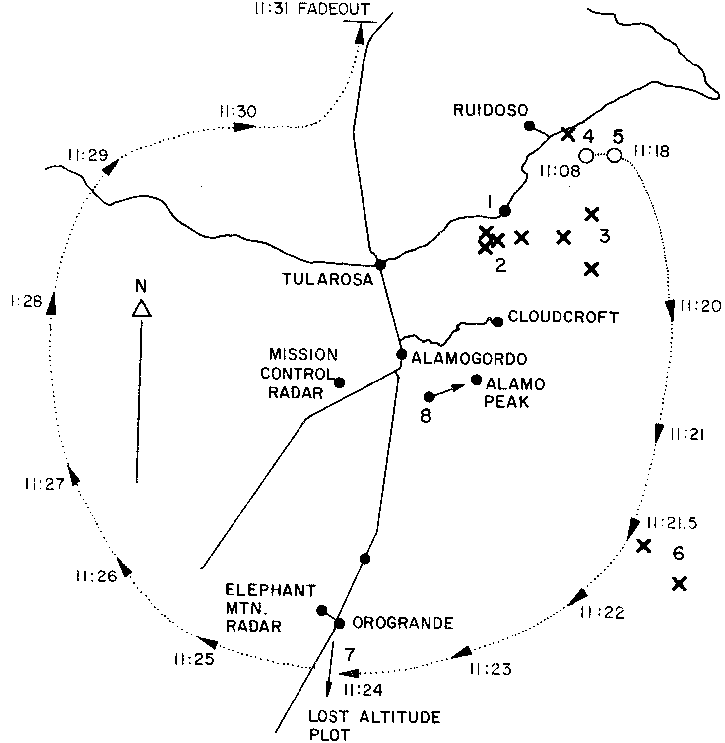 11:31 FADEOUT
11:30
RUIDOSO
4
5
11:18
11:08
11:29
1
3
2
TULAROSA
N
1:28
11:20
CLOUDCROFT
MISSION
CONTROL
RADAR
ALAMOGORDO
ALAMO
PEAK
8
11:21
11:27
11:21.5
6
11:26
ELEPHANT
MTN.
RADAR
OROGRANDE
11:22
7
11:25
11:23
11:24
LOST ALTITUDE
PLOT